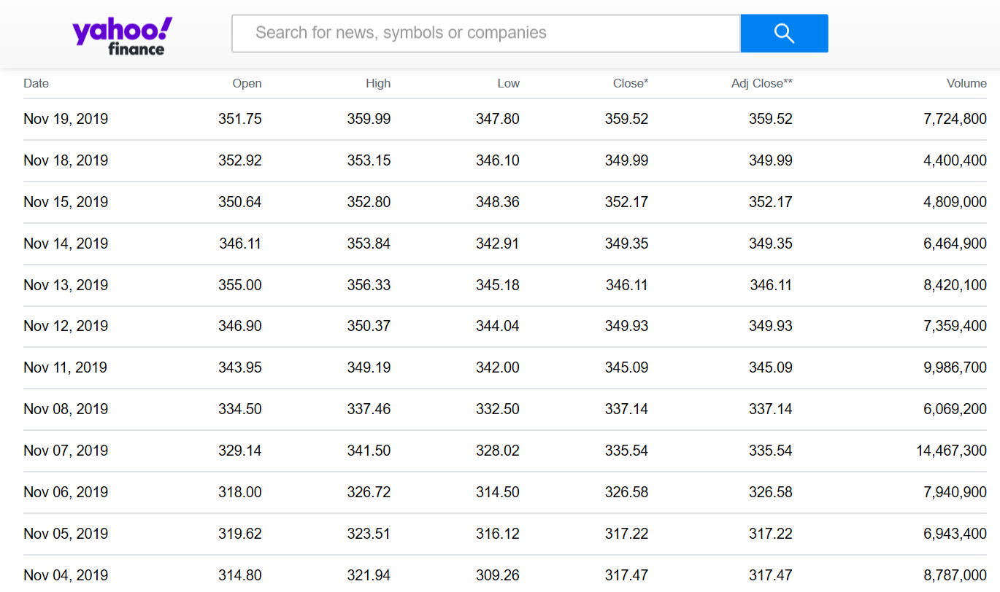 yahoo!
finance
Search for news, symbols or companies
Date Open High Low Close* Adj Close** Volume
Nov 19, 2019 351.75 359.99 347.80 359.52 359.52 7,724,800
Nov 18, 2019 352.92 353.15 346.10 349.99 349.99 4,400,400
Nov 15, 2019 350.64 352.80 348.36 352.17 352.17 4,809,000
Nov 14, 2019 346.11 353.84 342.91 349.35 349.35 6,464,900
Nov 13, 2019 355.00 356.33 345.18 346.11 346.11 8,420,100
Nov 12, 2019 346.90 350.37 344.04 349.93 349.93 7,359,400
Nov 11, 2019 343.95 349.19 342.00 345.09 345.09 9,986,700
Nov 08, 2019 334.50 337.46 332.50 337.14 337.14 6,069,200
Nov 07, 2019 329.14 341.50 328.02 335.54 335.54 14,467,300
Nov 06, 2019 318.00 326.72 314.50 326.58 326.58 7,940,900
Nov 05, 2019 319.62 323.51 316.12 317.22 317.22 6,943,400
Nov 04, 2019 314.80 321.94 309.26 317.47 317.47 8,787,000